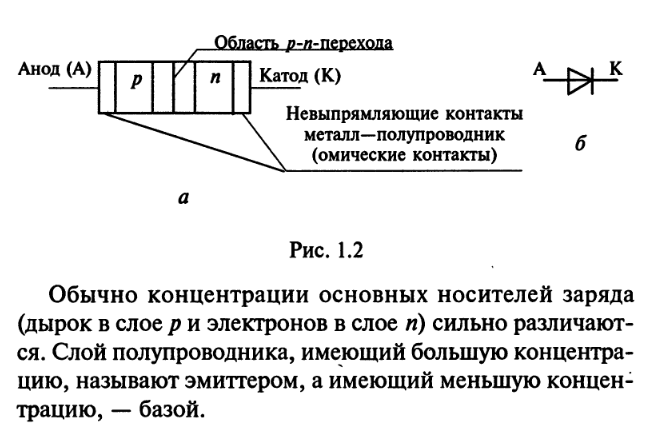 Область p-n-перехода
Анод (А)
p
n
Катод (К)
А
К
Невыпрямляющие контакты
металл—полупроводник
(омические контакты)
б
а
Рис. 1.2
Обычно концентрации основных носителей заряда
(дырок в слое p и электронов в слое n) сильно различают-
ся. Слой полупроводника, имеющий большую концентра-
цию, называют эмиттером, а имеющий меньшую концен-
трацию, — базой.